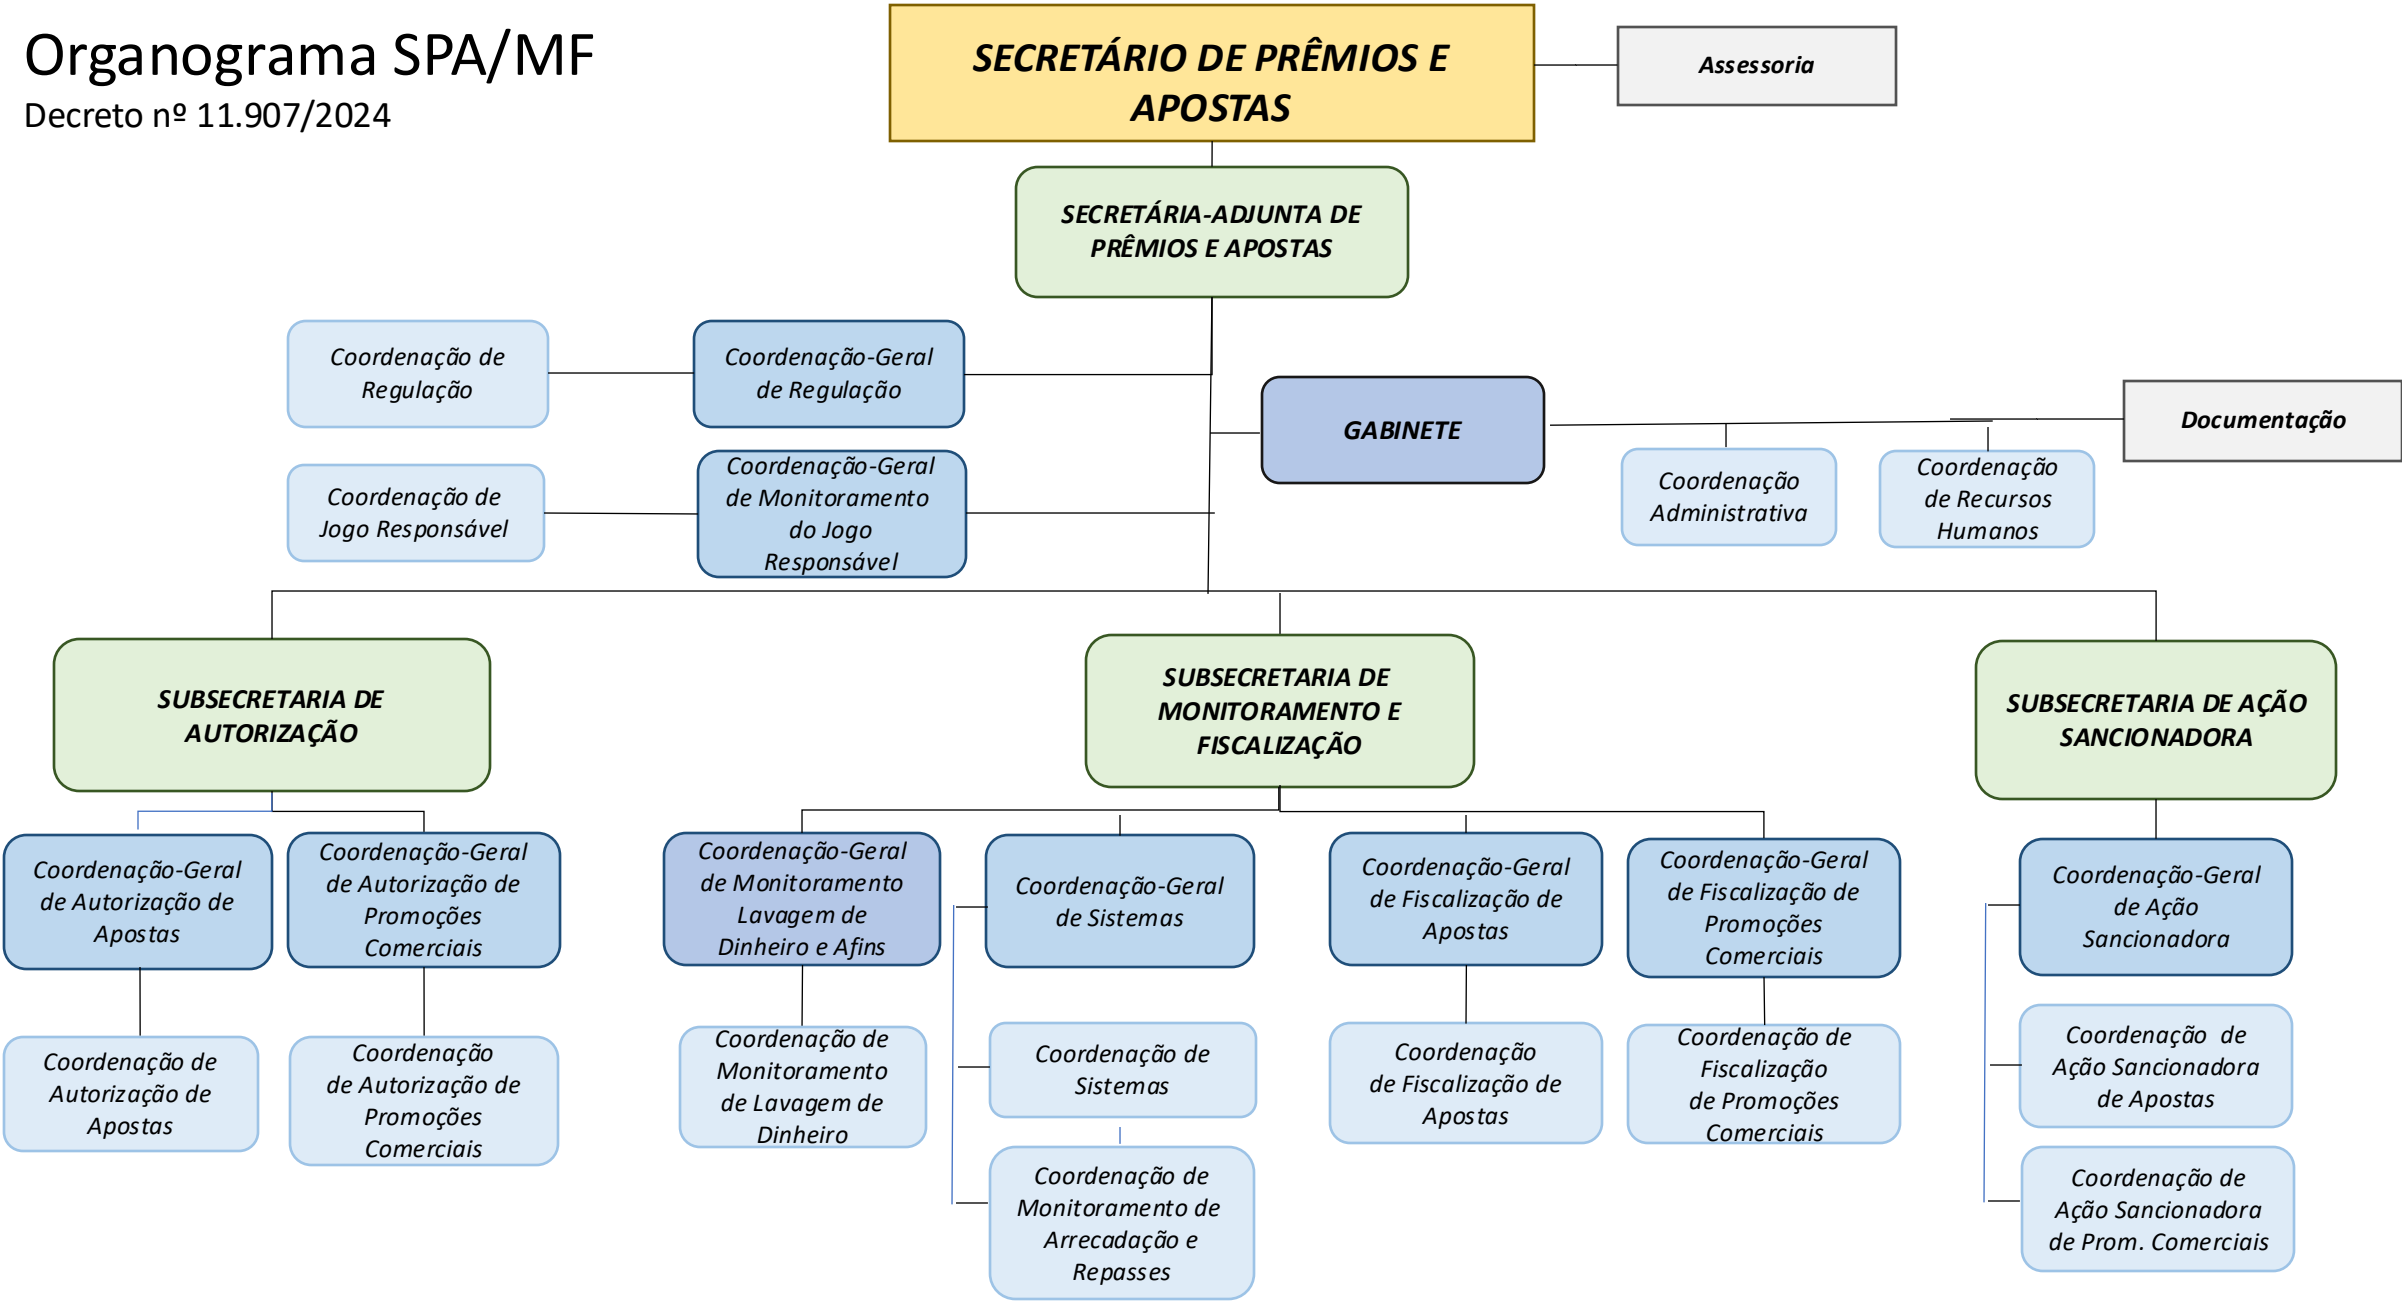 Organograma SPA/MF
Decreto nº 11.907/2024
SECRETÁRIO DE PRÊMIOS E
APOSTAS
Assessoria
SECRETÁRIA-ADJUNTA DE
PRÊMIOS E APOSTAS
Coordenação de
Regulação
Coordenação-Geral
de Regulação
GABINETE
Documentação
Coordenação de
Jogo Responsável
Coordenação-Geral
de Monitoramento
do Jogo
Responsável
Coordenação
Administrativa
Coordenação
de Recursos
Humanos
SUBSECRETARIA DE
AUTORIZAÇÃO
SUBSECRETARIA DE
MONITORAMENTO E
FISCALIZAÇÃO
SUBSECRETARIA DE AÇÃO
SANCIONADORA
Coordenação-Geral
de Autorização de
Apostas
Coordenação-Geral
de Autorização de
Promoções
Comerciais
Coordenação-Geral
de Monitoramento
Lavagem de
Dinheiro e Afins
Coordenação-Geral
de Sistemas
Coordenação-Geral
de Fiscalização de
Apostas
Coordenação-Geral
de Fiscalização de
Promoções
Comerciais
Coordenação-Geral
de Ação
Sancionadora
Coordenação de
Autorização de
Apostas
Coordenação
de Autorização de
Promoções
Comerciais
Coordenação de
Monitoramento
de Lavagem de
Dinheiro
Coordenação de
Sistemas
Coordenação
de Fiscalização de
Apostas
Coordenação de
Fiscalização
de Promoções
Comerciais
Coordenação de
Ação Sancionadora
de Apostas
Coordenação de
Monitoramento de
Arrecadação e
Repasses
Coordenação de
Ação Sancionadora
de Prom. Comerciais